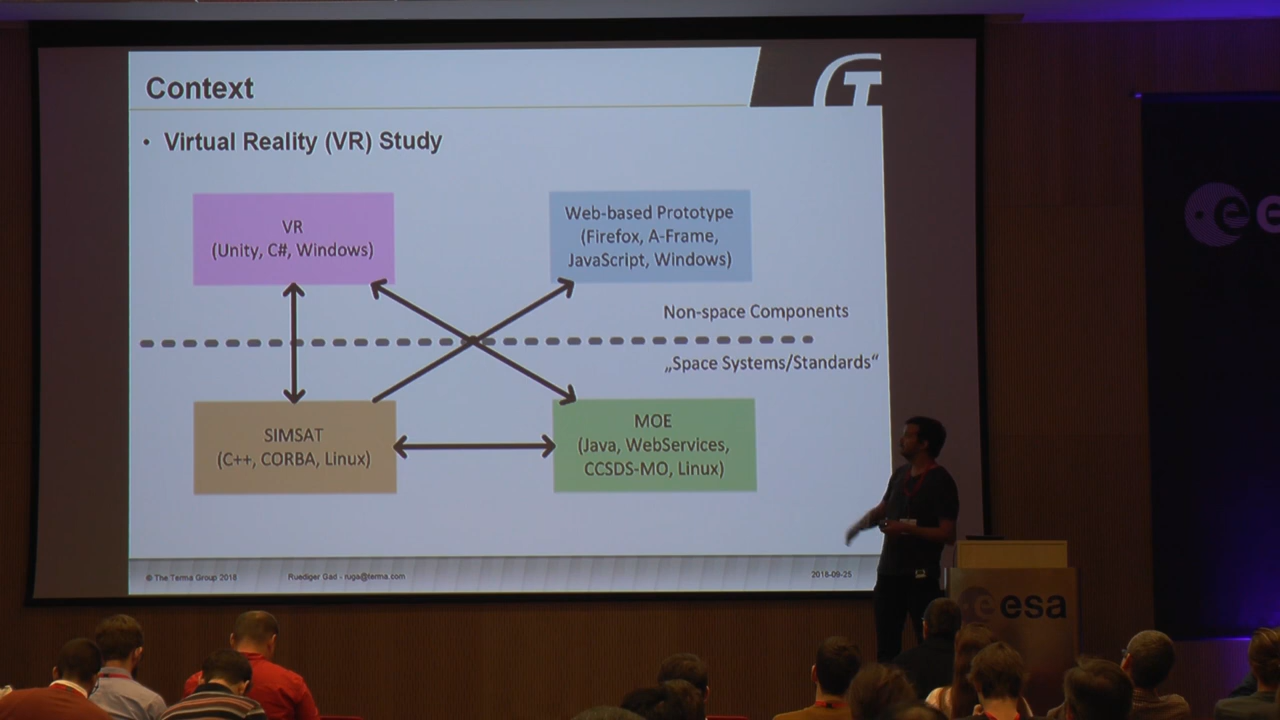 Context
• Virtual Reality (VR) Study
VR
(Unity, C#, Windows)
Web-based Prototype
(Firefox, A-Frame,
JavaScript, Windows)
Non-space Components
„Space Systems/Standards“
SIMSAT
(C++, CORBA, Linux)
MOE
(Java, WebServices,
CCSDS-MO, Linux)
© The Terma Group 2018
Ruediger Gad - ruga@terma.com
2018-09-25
esa
e